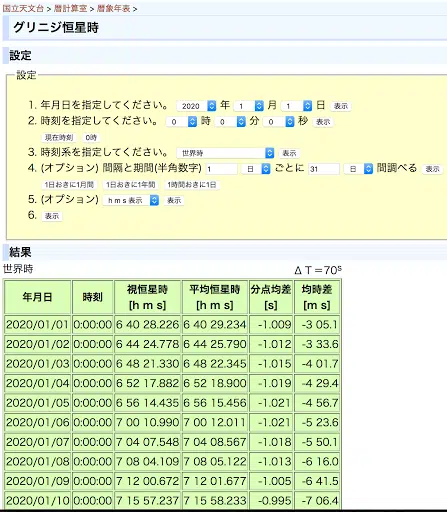 国立天文台 > 暦計算室 > 暦象年表 >
グリニジ恒星時
設定
設定
1. 年月日を指定してください。 2020 年 1 月 1 日 表示
2. 時刻を指定してください。 0 時 0 分 0 秒 表示
現在時刻 0時
3. 時刻系を指定してください。 世界時 表示
4. (オプション) 間隔と期間(半角数字) 1 日 ごとに 31 日 間調べる 表示
1日おきに1月間 1日おきに1年間 1時間おきに1日
5. (オプション) h m s 表示 表示
6. 表示
結果
世界時 ΔT=70s
年月日 時刻 視恒星時 [h m s] 平均恒星時 [h m s] 分点均差 [s] 均時差 [m s]
2020/01/01 0:00:00 6 40 28.226 6 40 29.234 -1.009 -3 05.1
2020/01/02 0:00:00 6 44 24.778 6 44 25.790 -1.012 -3 33.6
2020/01/03 0:00:00 6 48 21.330 6 48 22.345 -1.015 -4 01.7
2020/01/04 0:00:00 6 52 17.882 6 52 18.900 -1.019 -4 29.4
2020/01/05 0:00:00 6 56 14.435 6 56 15.456 -1.021 -4 56.7
2020/01/06 0:00:00 7 00 10.990 7 00 12.011 -1.021 -5 23.6
2020/01/07 0:00:00 7 04 07.548 7 04 08.567 -1.018 -5 50.1
2020/01/08 0:00:00 7 08 04.109 7 08 05.122 -1.013 -6 16.0
2020/01/09 0:00:00 7 12 00.672 7 12 01.677 -1.005 -6 41.5
2020/01/10 0:00:00 7 15 57.237 7 15 58.233 -0.995 -7 06.4